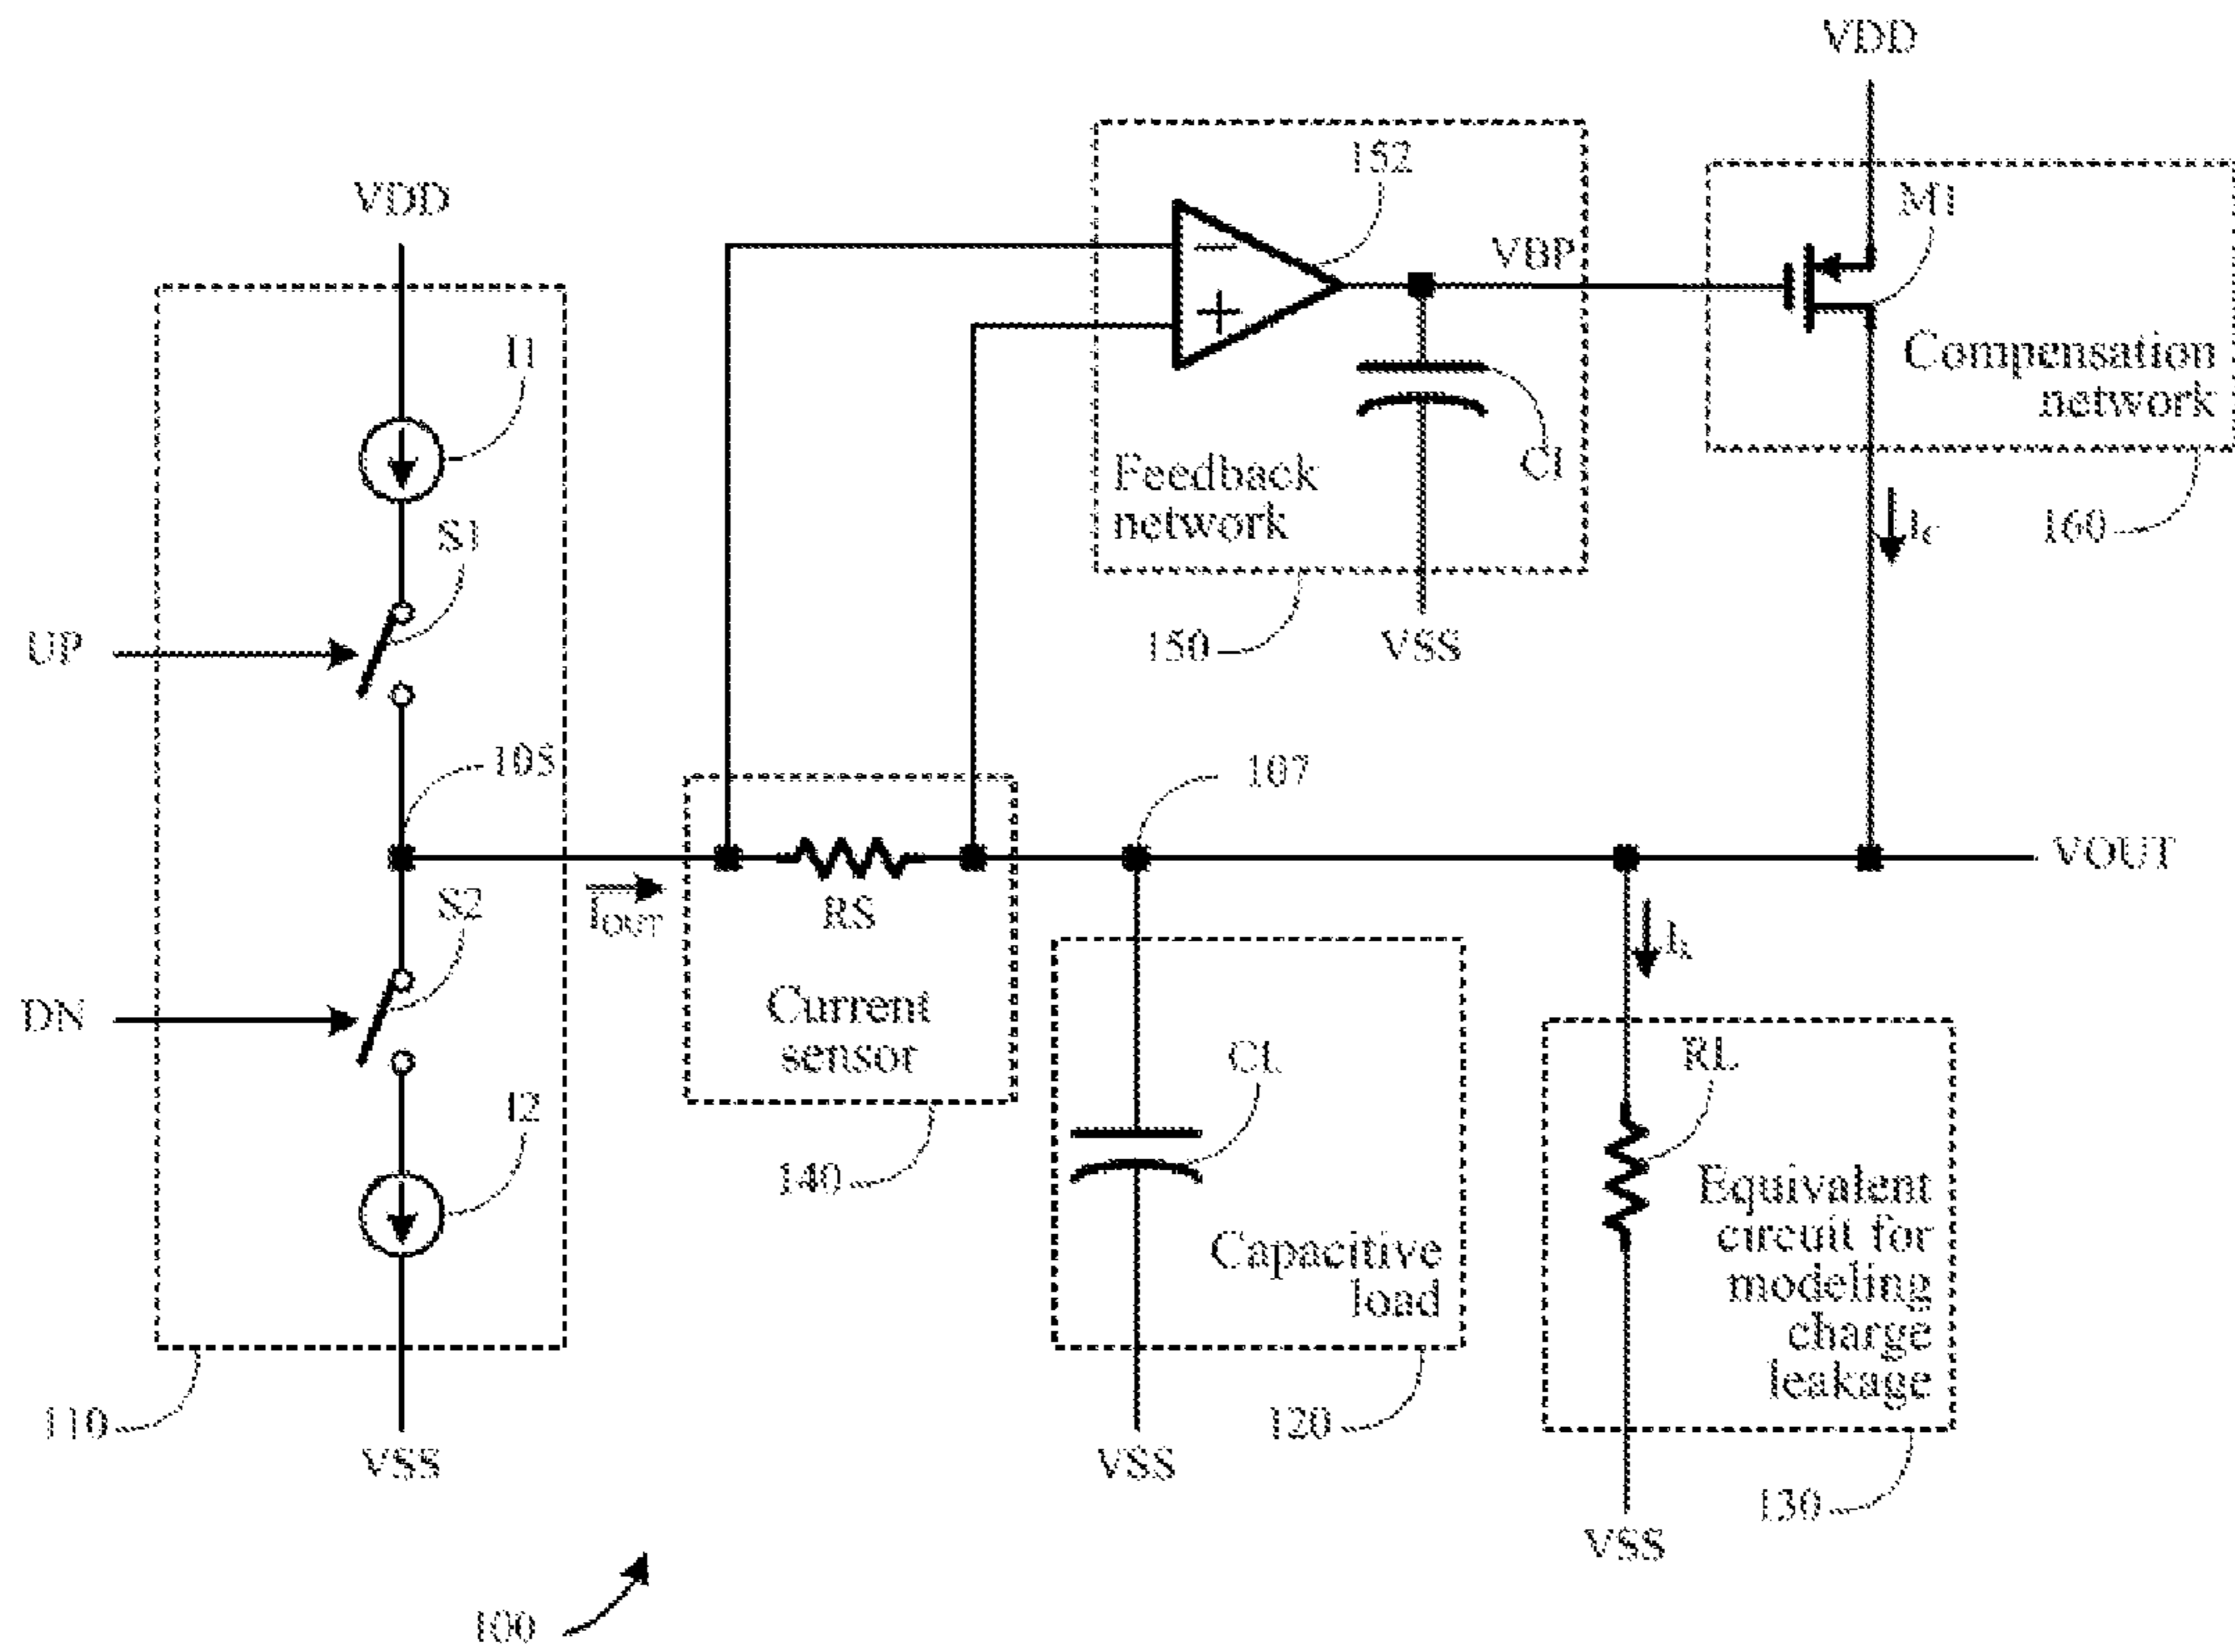 VDD
152
VDD
M1
VBP
I1
Compensation
network
CI
Feedback
network
S1
160
IC
UP
150
VSS
105
107
VOUT
S2
IOUT
RS
DN
Current
sensor
CL
RL
I2
140
Equivalent
circuit for
modeling
charge
leakage
Capacitive
load
110
120
VSS
VSS
130
VSS
100